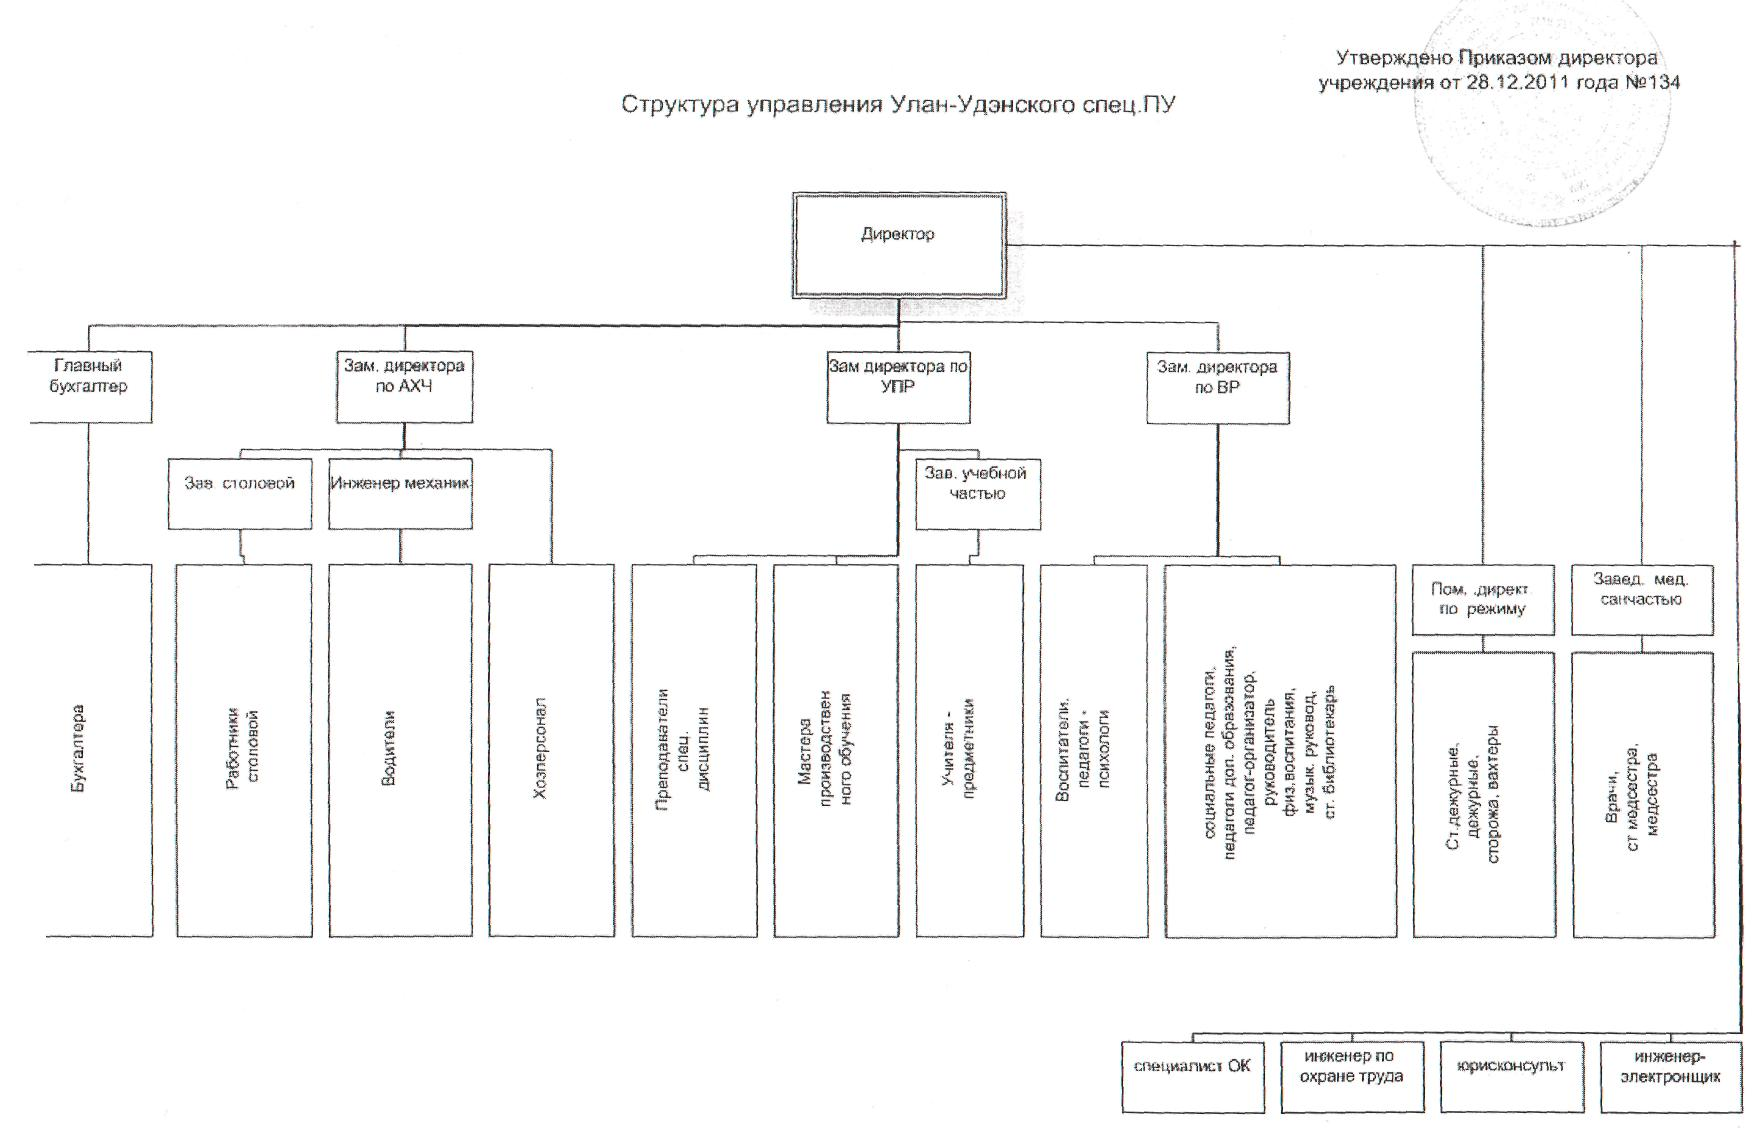 Утверждено Приказом директора
учреждения от 28.12.2011 года №134
Структура управления Улан-Удэнского спец.ПУ
Директор
Главный
бухгалтер
Зам. директора
по АХЧ
Зам директора по
УПР
Зам. директора
по ВР
Зав столовой
Инженер механик
Зав. учебной
частью
Бухгалтера
Работники
столовой
Водители
Хозперсонал
Преподаватели
спец.
дисциплин
Мастера
производствен
ного обучения
Учителя -
предметники
Воспитатели.
педагоги -
психологи
социальные педагоги.
педагоги доп. образования,
педагог-организатор,
руководитель
физ.воспитания,
музык. руковод,
ст. библиотекарь
Пом. .директ.
по режиму
Ст.дежурные,
дежурные,
сторожа, вахтеры
Завед. мед.
санчастью
Врачи,
ст медсестра.
медсестра
специалист ОК
инженер по
охране труда
юрисконсульт
инженер-
электронщик